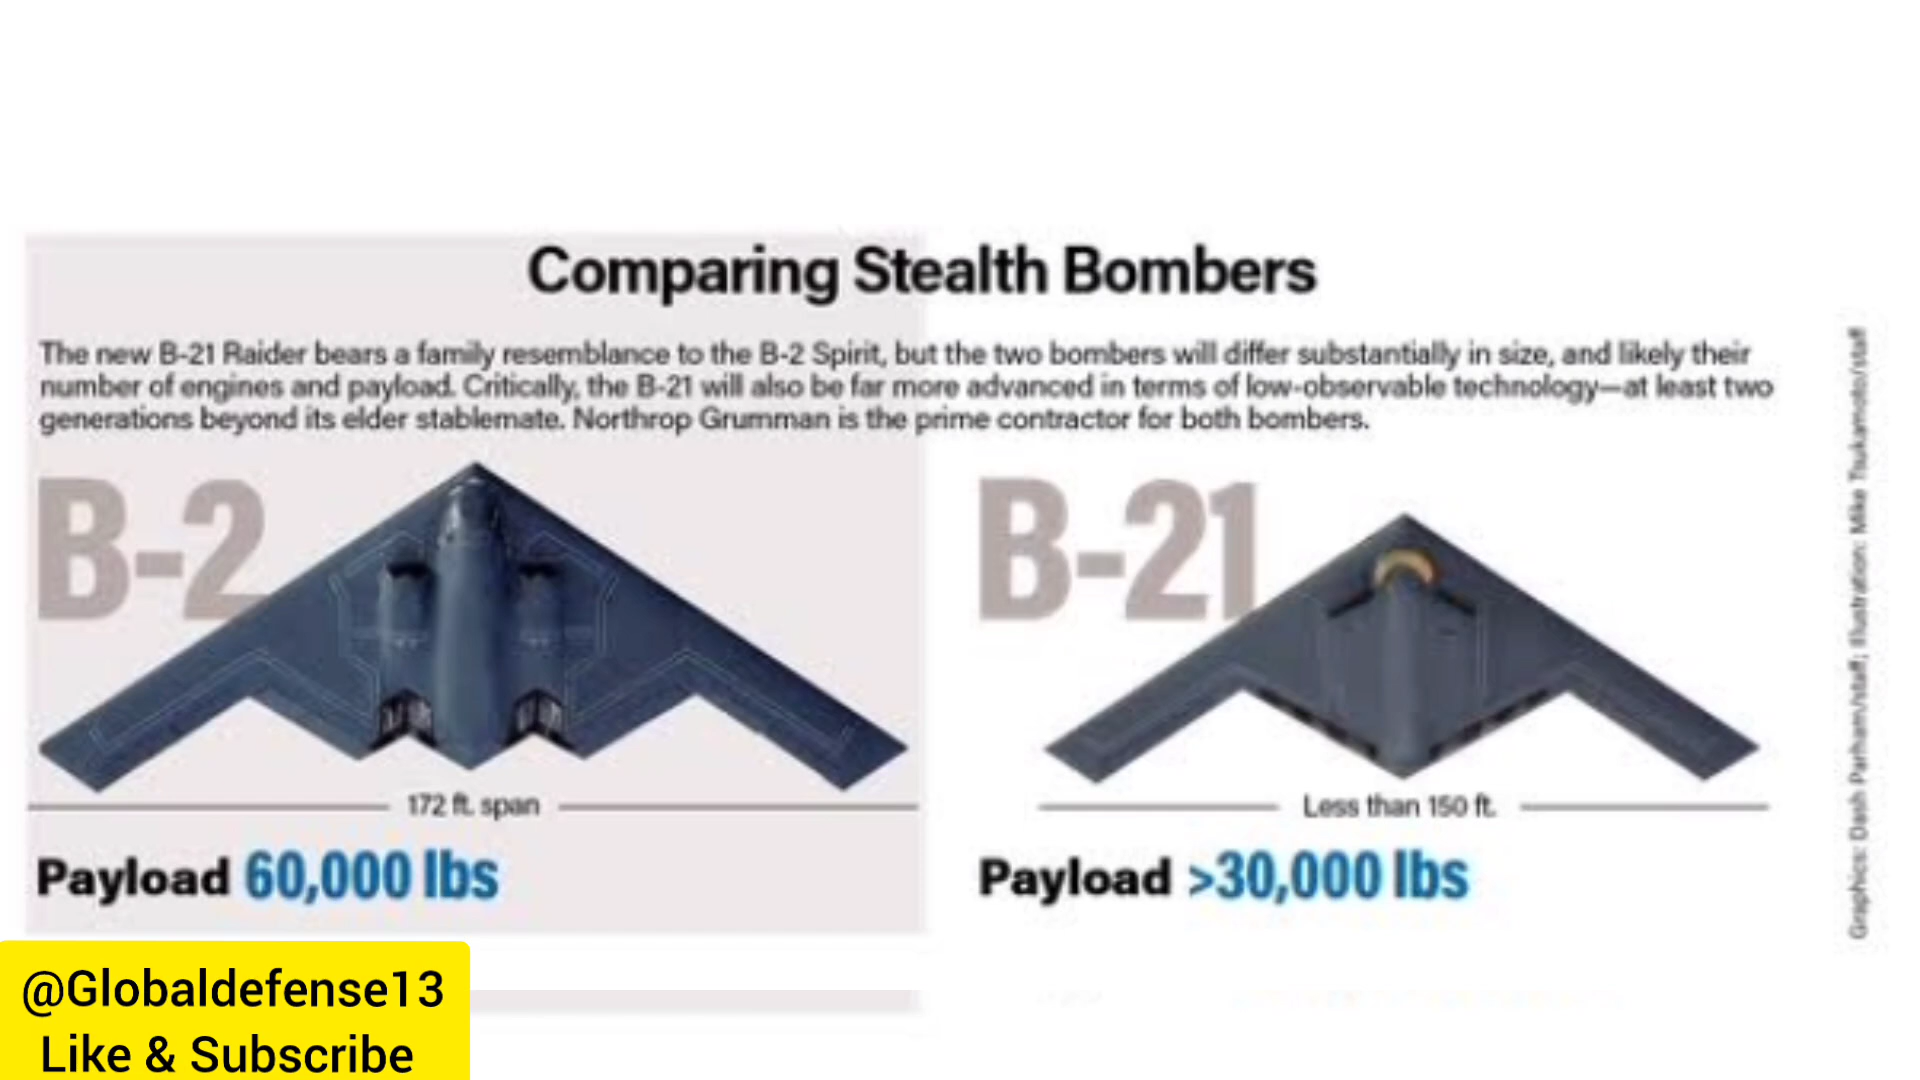 Comparing Stealth Bombers
The new B-21 Raider bears a family resemblance to the B-2 Spirit, but the two bombers will differ substantially in size, and likely their
number of engines and payload. Critically, the B-21 will also be far more advanced in terms of low-observable technology—at least two
generations beyond its elder stablemate. Northrop Grumman is the prime contractor for both bombers.
B-2
172 ft. span
Payload 60,000 lbs
B-21
Less than 150 ft.
Payload >30,000 lbs
Graphics: Dash Parham/staff; Illustration: Mike Tsukamoto/staff
@Globaldefense13
Like & Subscribe